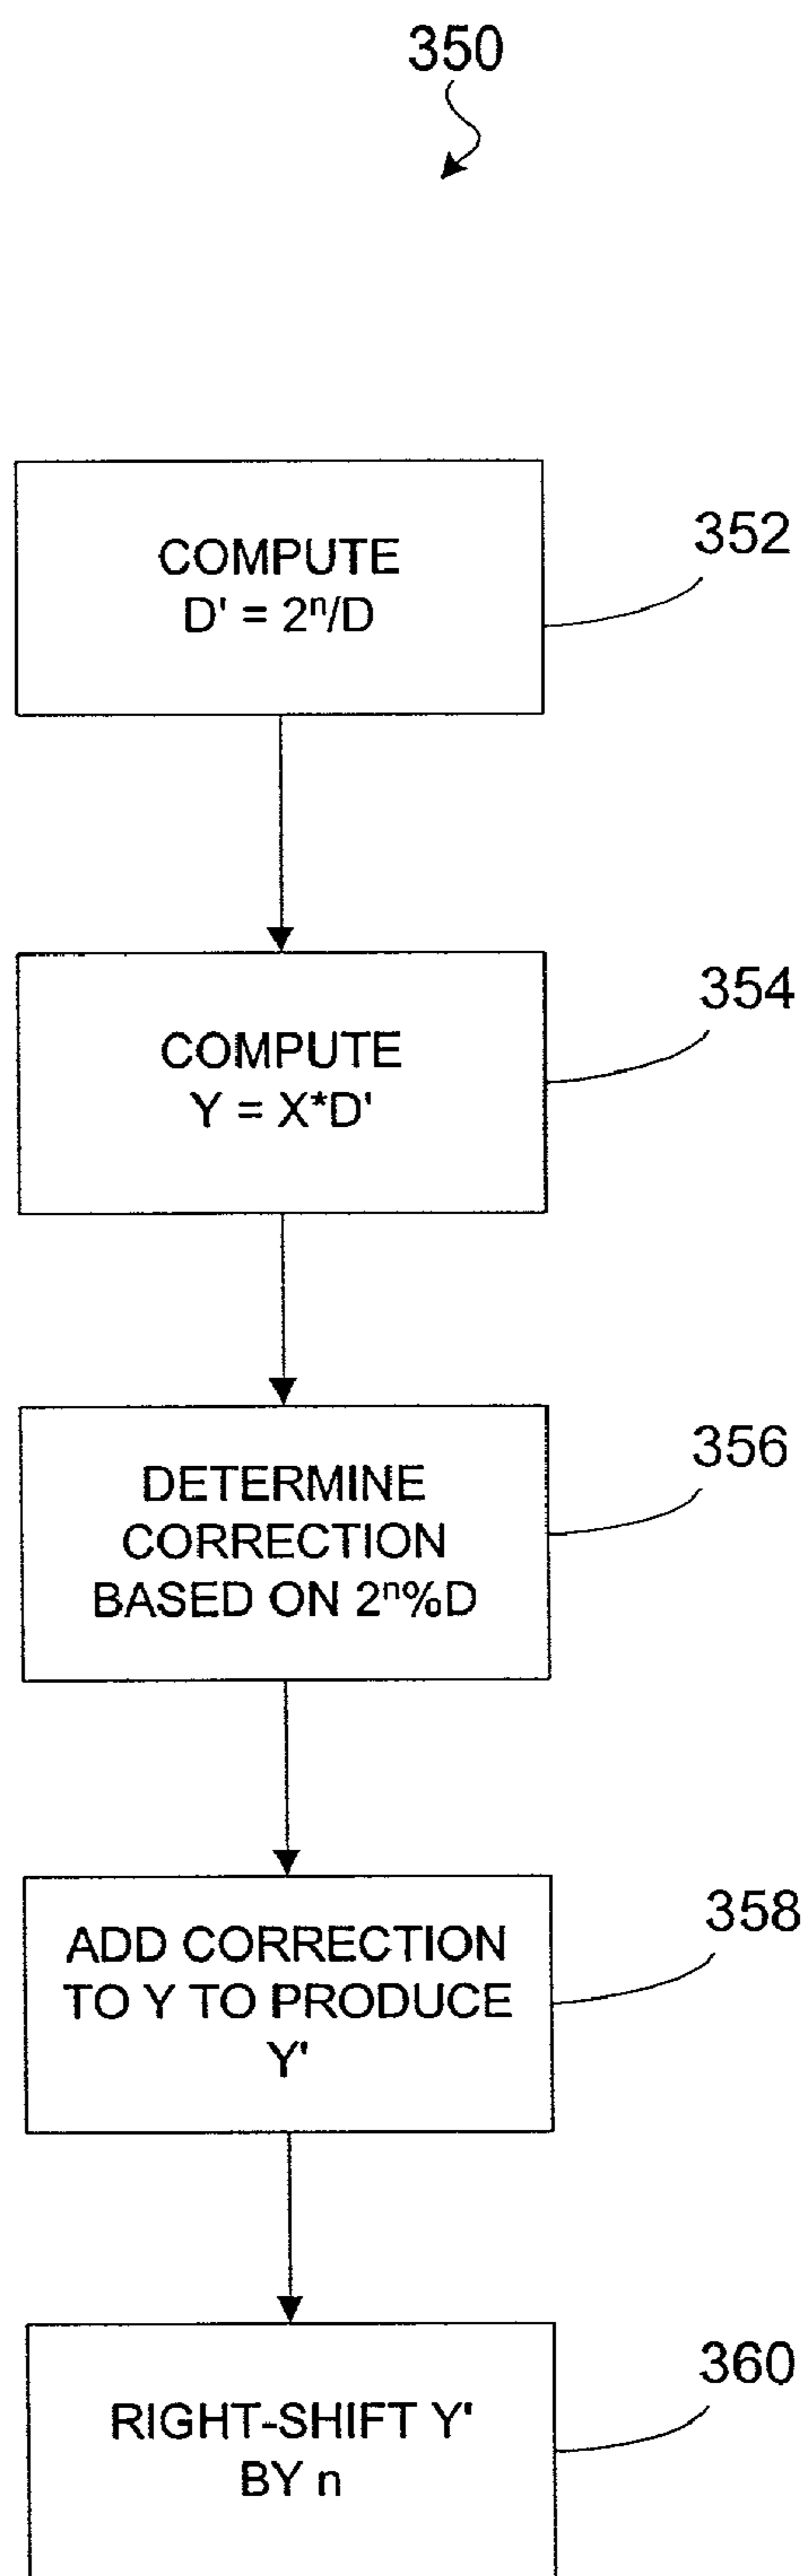 350
COMPUTE
D' = 2ⁿ/D
352
COMPUTE
Y = X*D'
354
DETERMINE
CORRECTION
BASED ON 2ⁿ%D
356
ADD CORRECTION
TO Y TO PRODUCE
Y'
358
RIGHT-SHIFT Y'
BY n
360